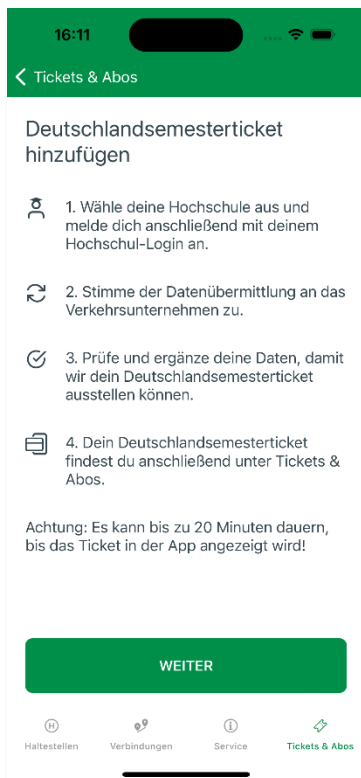 16:11
Tickets & Abos
Deutschlandsemesterticket
hinzufügen
1. Wähle deine Hochschule aus und
melde dich anschließend mit deinem
Hochschul-Login an.
2. Stimme der Datenübermittlung an das
Verkehrsunternehmen zu.
3. Prüfe und ergänze deine Daten, damit
wir dein Deutschlandsemesterticket
ausstellen können.
4. Dein Deutschlandsemesterticket
findest du anschließend unter Tickets &
Abos.
Achtung: Es kann bis zu 20 Minuten dauern,
bis das Ticket in der App angezeigt wird!
WEITER
H
Haltestellen Verbindungen Service Tickets & Abos